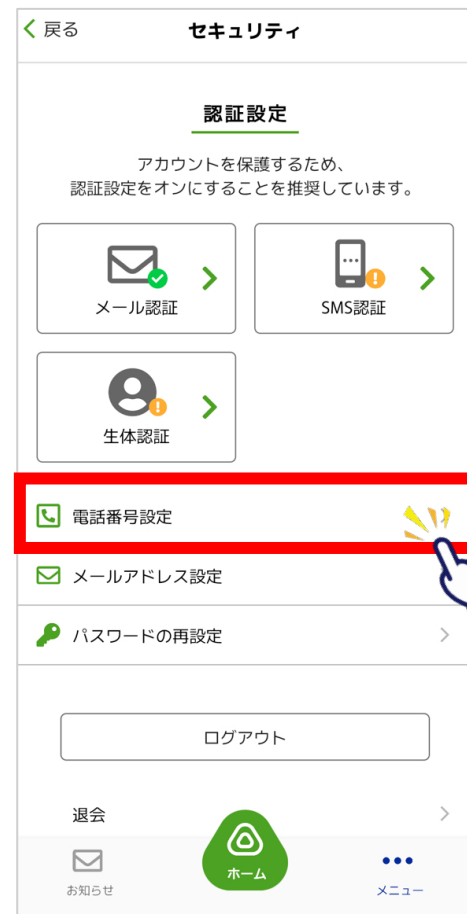 戻る
セキュリティ
認証設定
アカウントを保護するため、
認証設定をオンにすることを推奨しています。
メール認証
SMS認証
生体認証
電話番号設定
メールアドレス設定
パスワードの再設定
ログアウト
退会
お知らせ
ホーム
メニュー